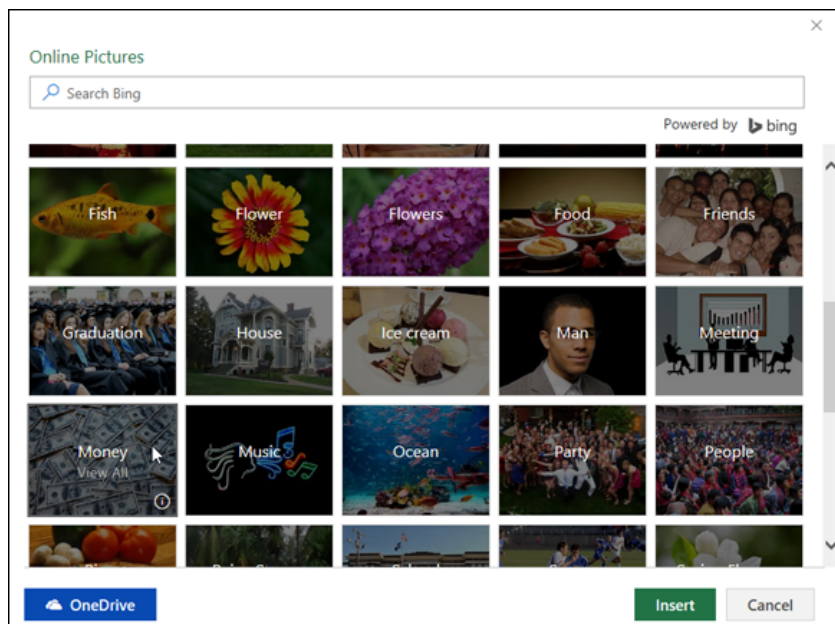 Online Pictures
Search Bing
Powered by bing
Fish
Flower
Flowers
Food
Friends
Graduation
House
Ice cream
Man
Meeting
Money
View All
Music
Ocean
Party
People
OneDrive
Insert
Cancel